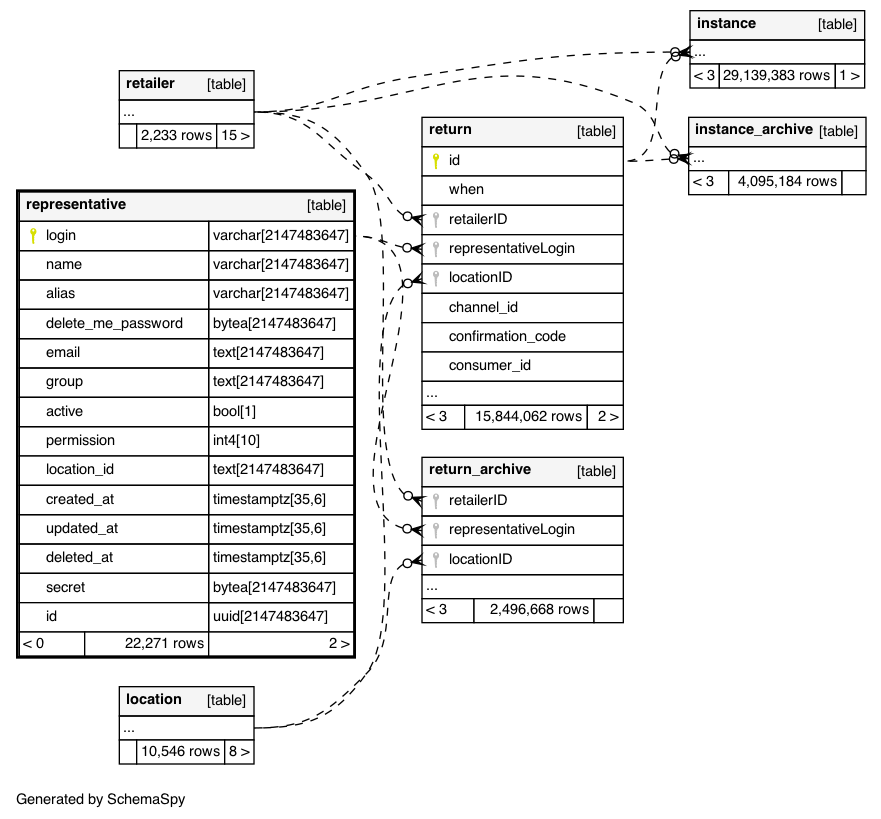 instance [table]
...
< 3 29,139,383 rows 1 >
retailer [table]
...
2,233 rows 15 >
return [table]
id
when
retailerID
representativeLogin
locationID
channel_id
confirmation_code
consumer_id
...
< 3 15,844,062 rows 2 >
instance_archive [table]
...
< 3 4,095,184 rows
representative [table]
login varchar[2147483647]
name varchar[2147483647]
alias varchar[2147483647]
delete_me_password bytea[2147483647]
email text[2147483647]
group text[2147483647]
active bool[1]
permission int4[10]
location_id text[2147483647]
created_at timestamptz[35,6]
updated_at timestamptz[35,6]
deleted_at timestamptz[35,6]
secret bytea[2147483647]
id uuid[2147483647]
< 0 22,271 rows 2 >
return_archive [table]
retailerID
representativeLogin
locationID
...
< 3 2,496,668 rows
location [table]
...
10,546 rows 8 >
Generated by SchemaSpy